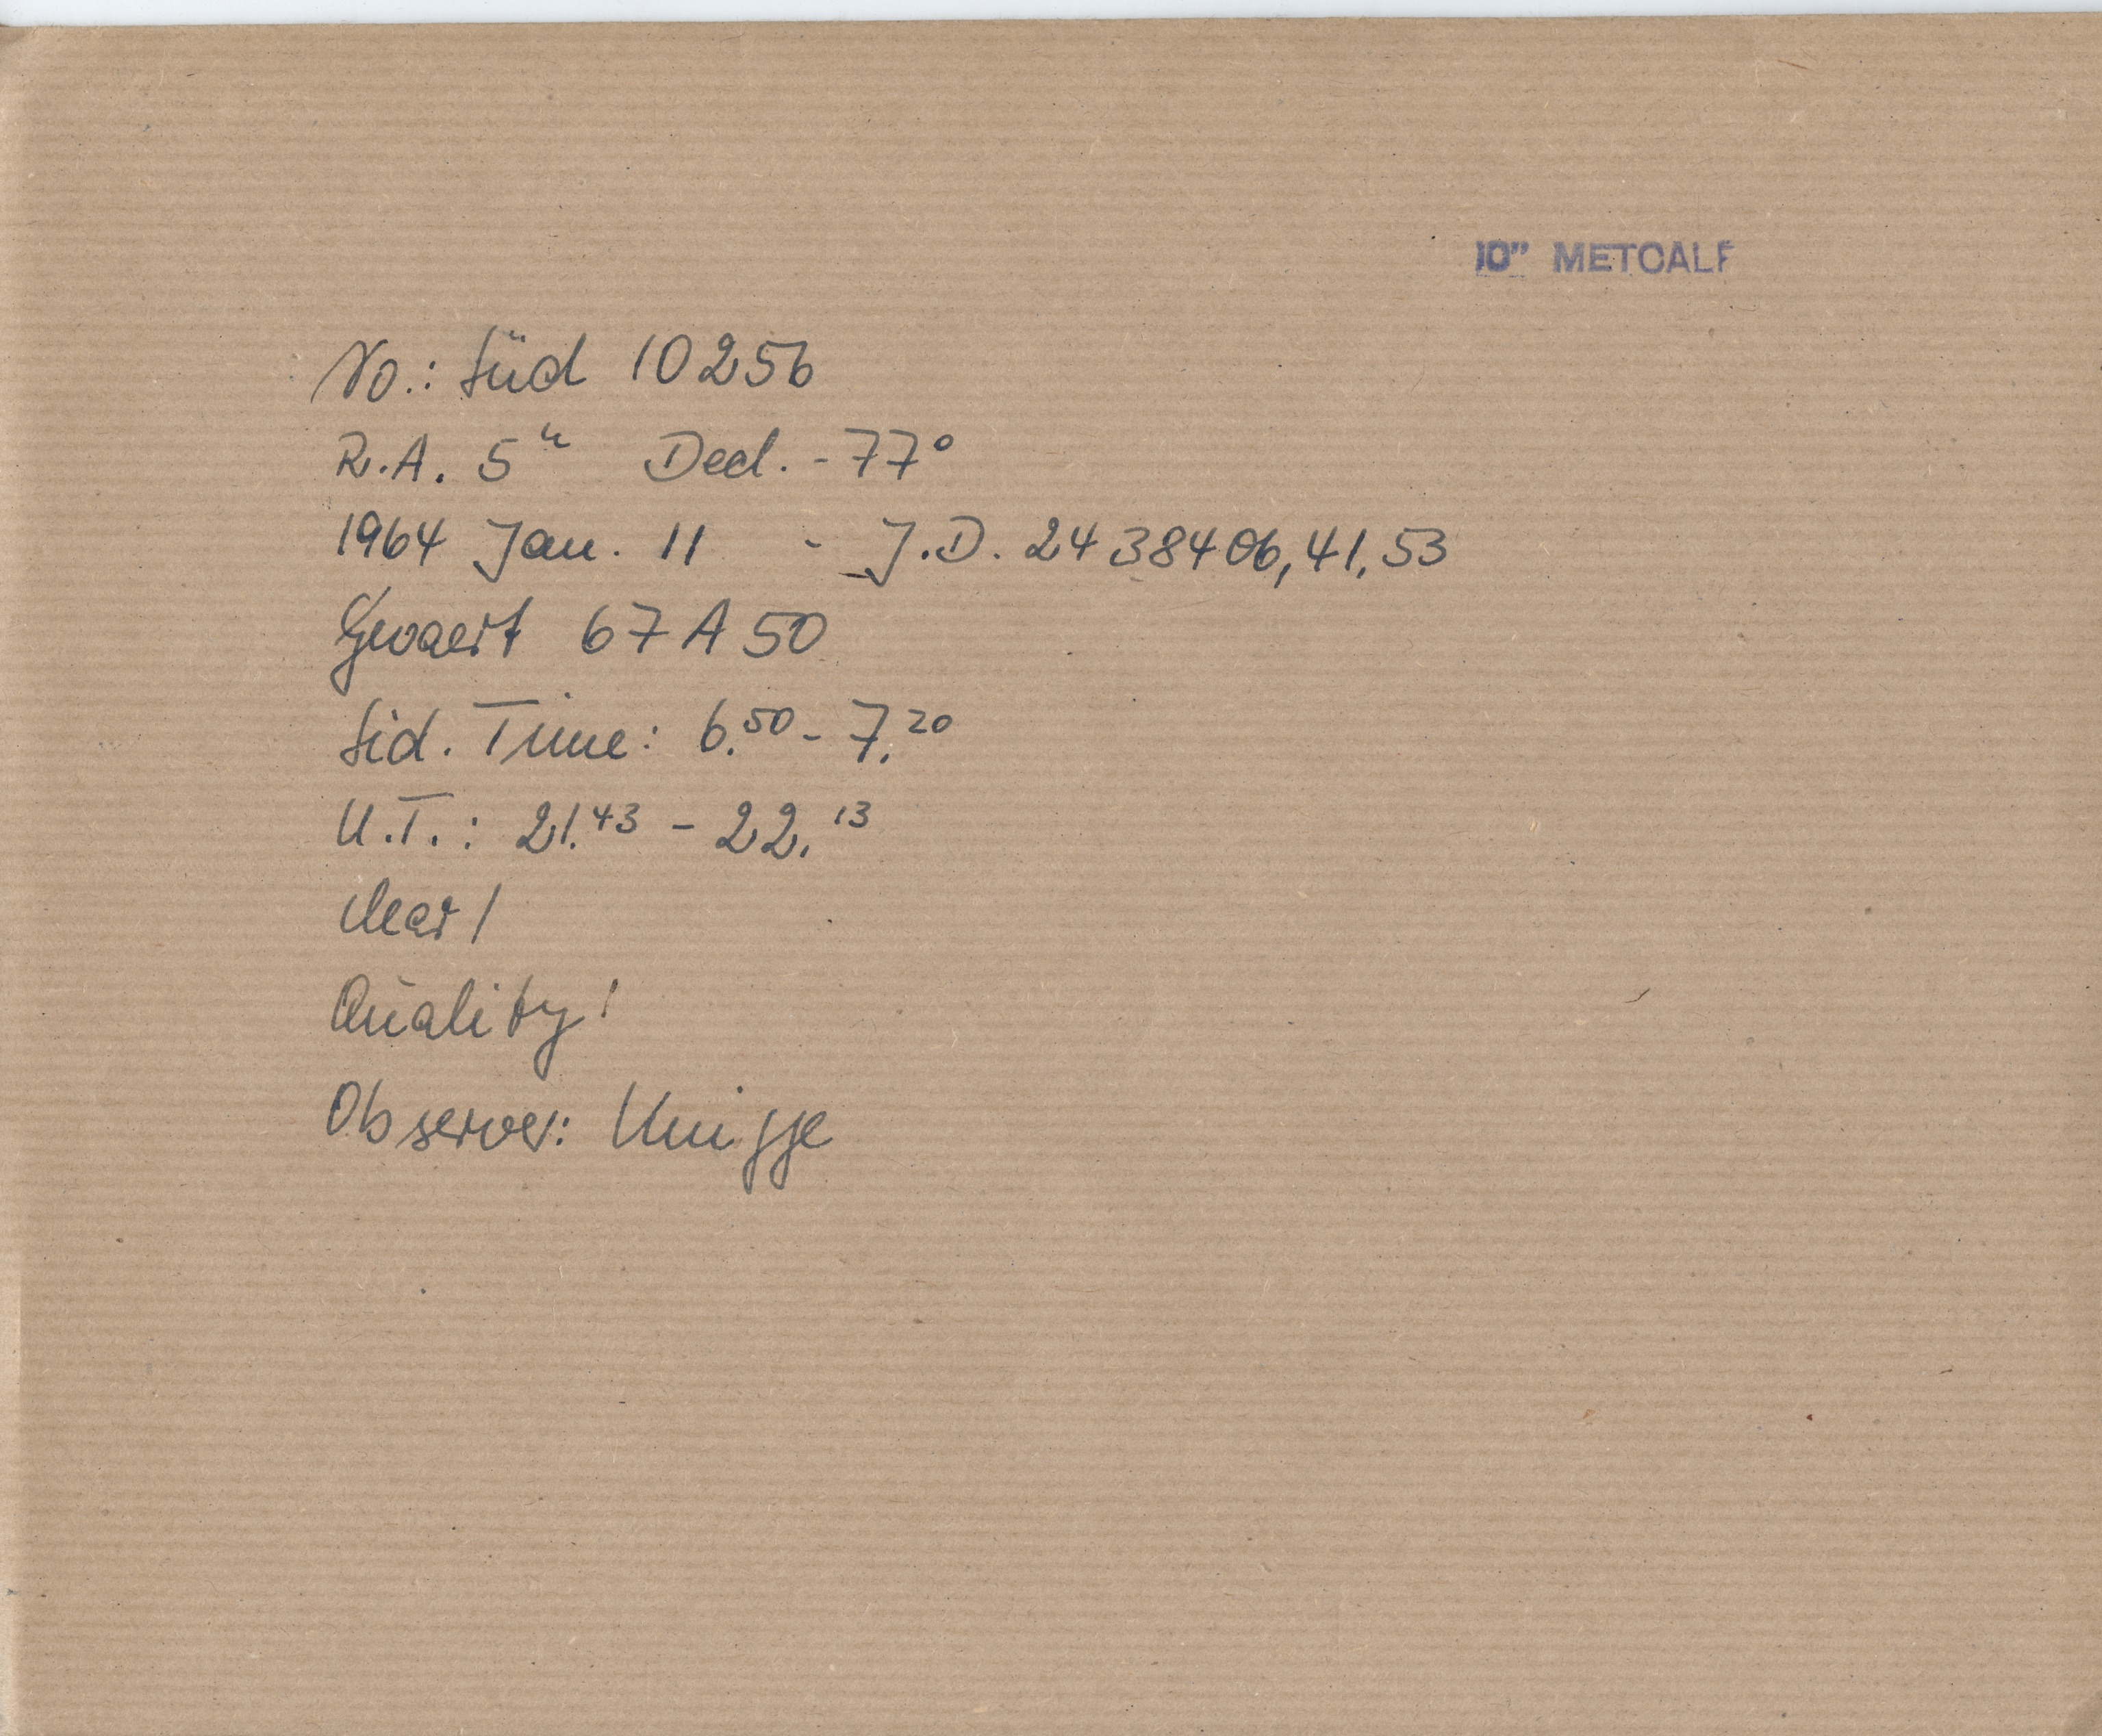 10" METCALF
No.: Süd 10256
R.A. 5ʰ Decl. -77°
1964 Jan. 11 - J.D. 2438406,41,53
Gevaert 67 A 50
Sid. Time: 6.⁵⁰ - 7.²⁰
U.T.: 21.⁴³ - 22.¹³
clear!
Quality!
Observer: Knigge